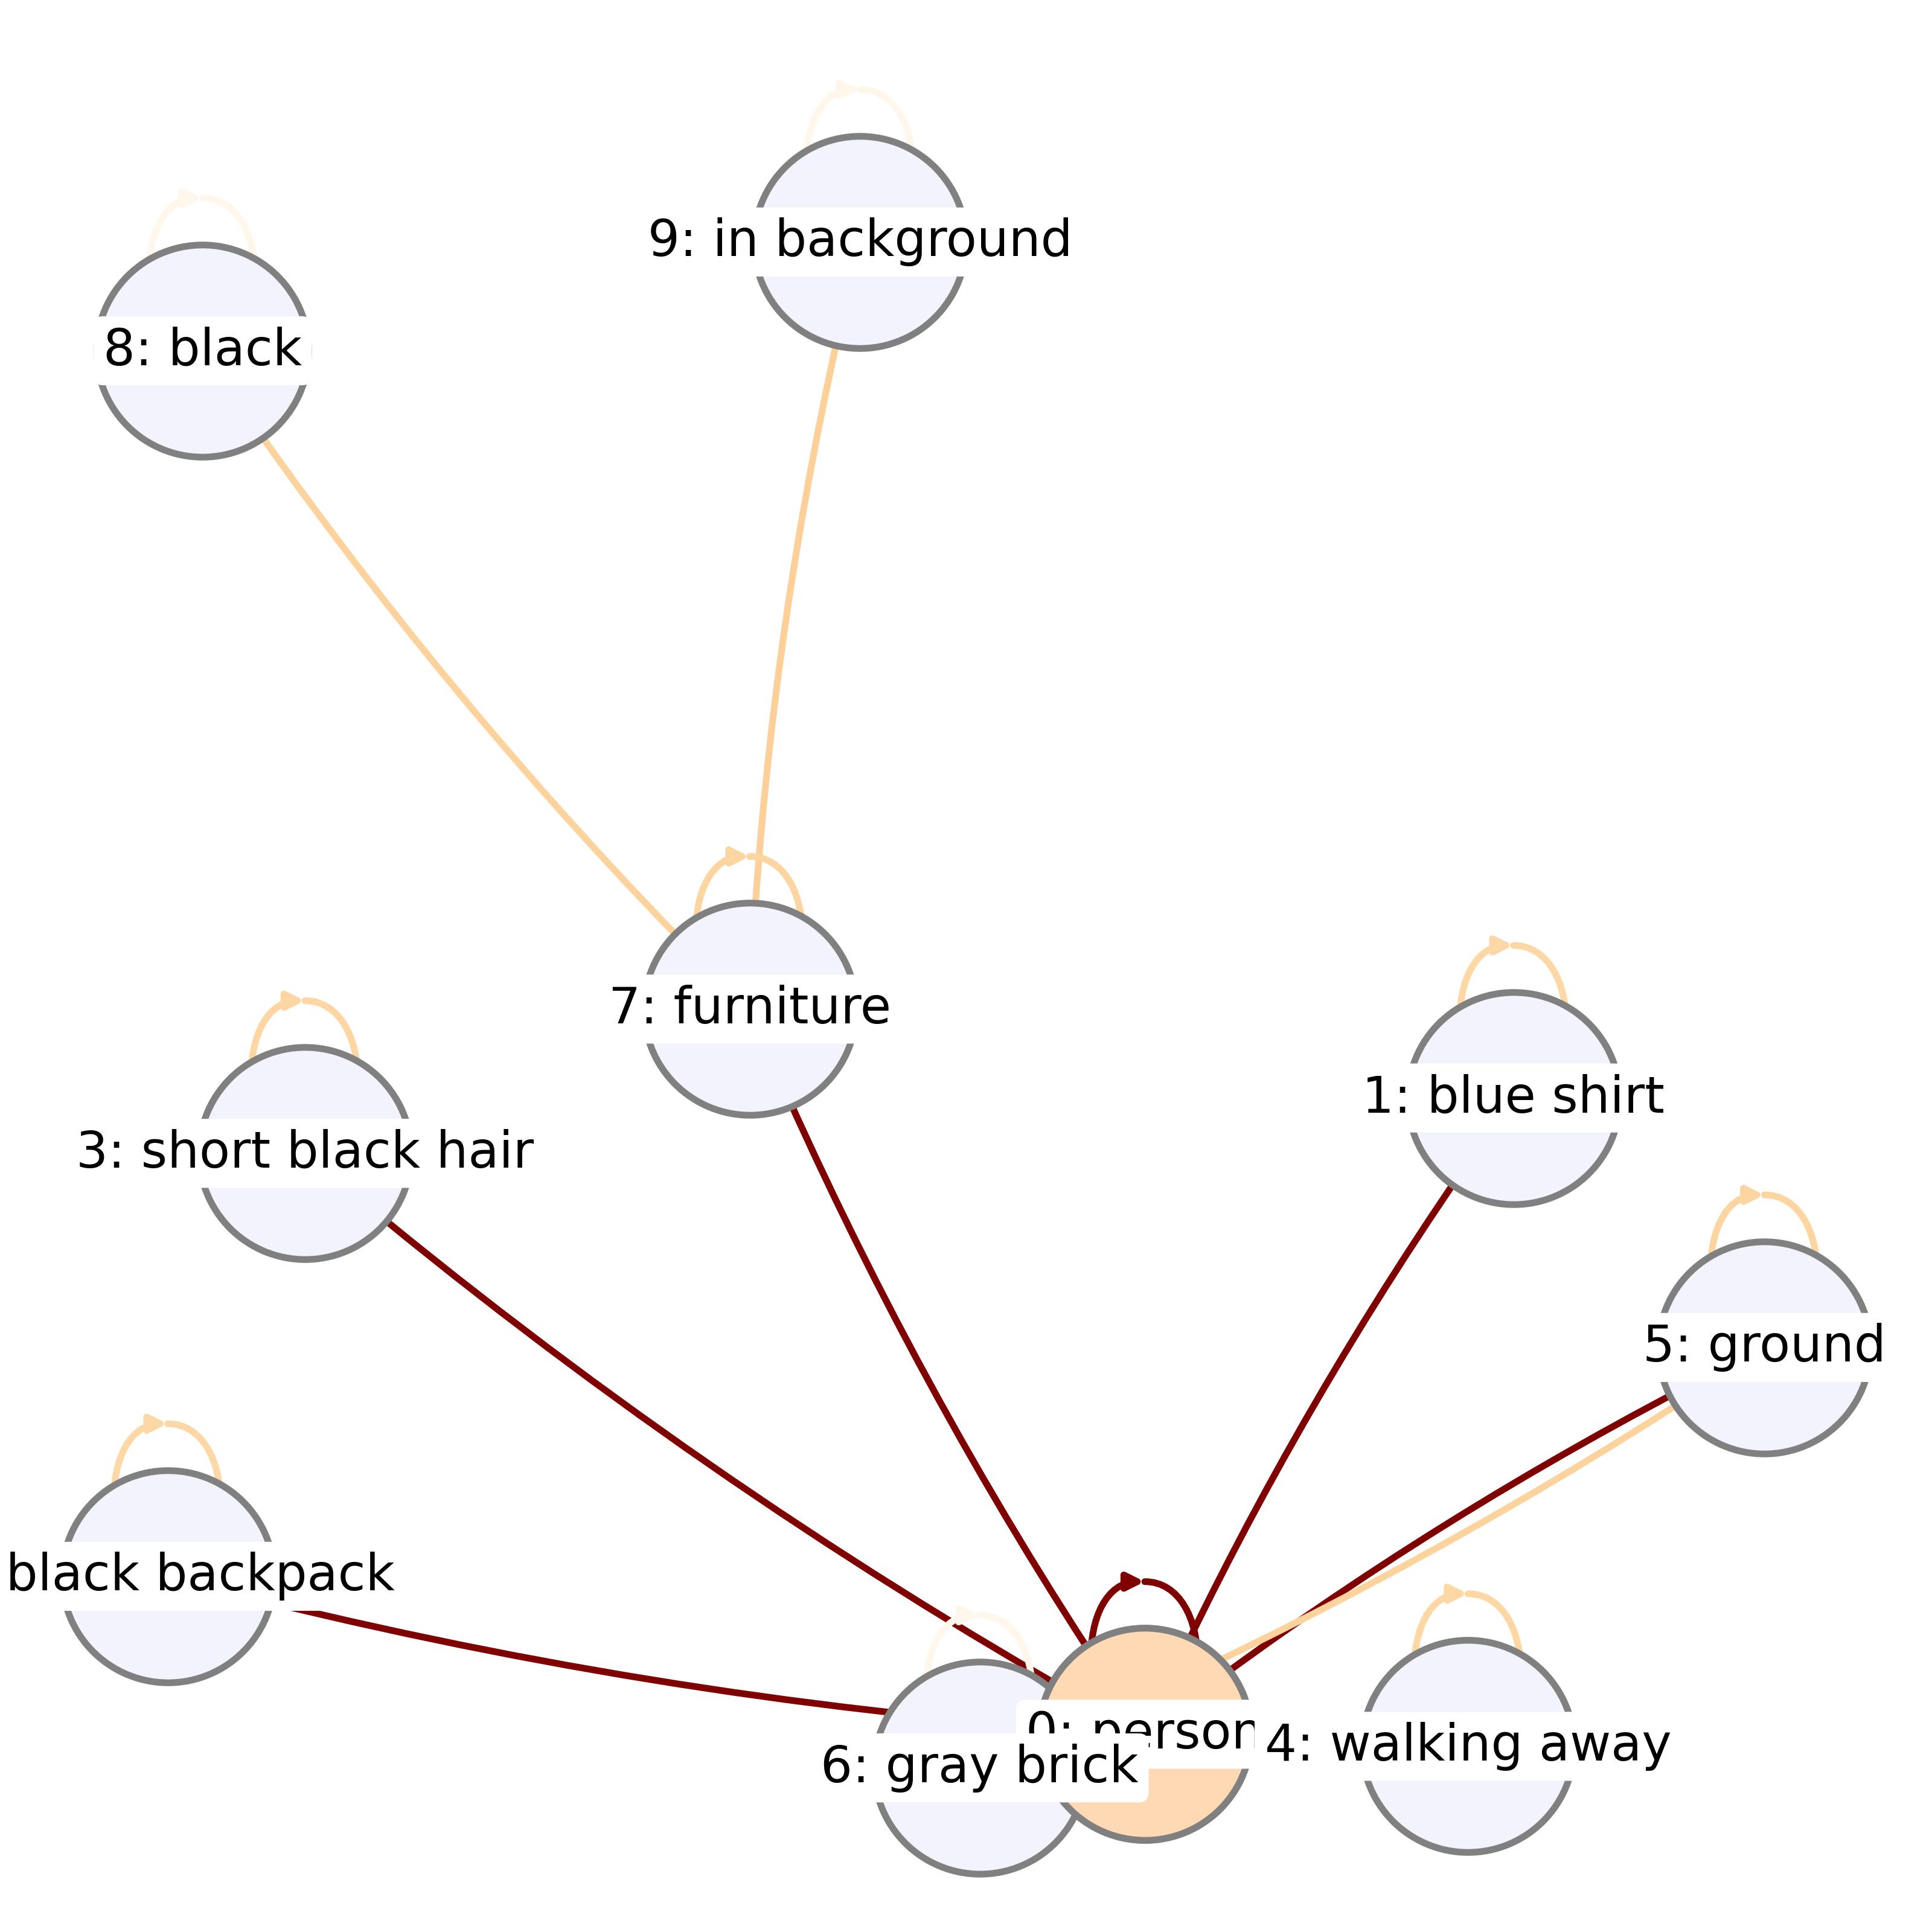 9: in background
8: black
7: furniture
1: blue shirt
3: short black hair
5: ground
black backpack
0: person
4: walking away
6: gray brick